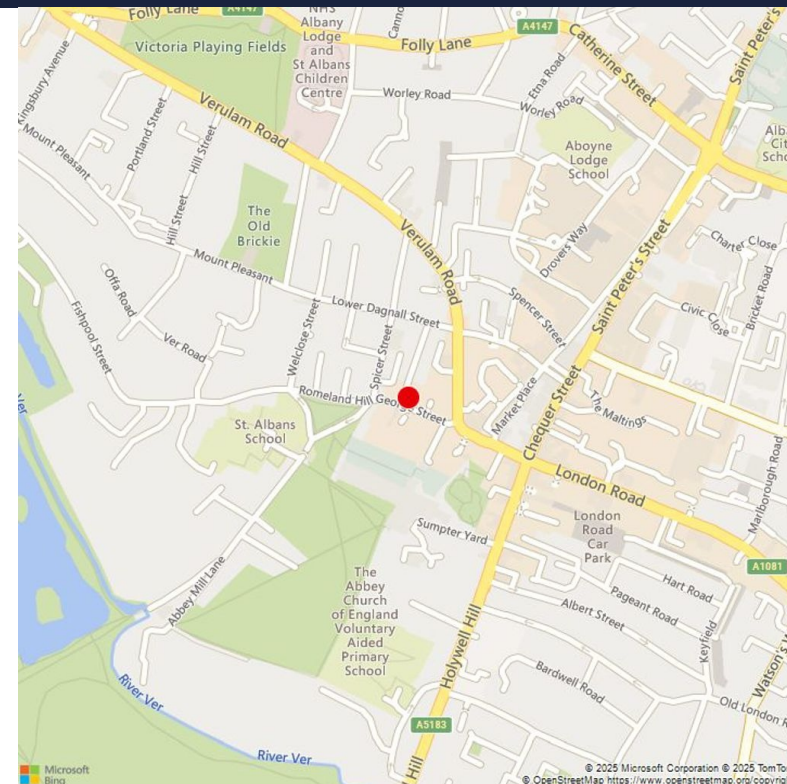 Folly Lane
A4147
Victoria Playing Fields
NHS
Albany
Lodge
and
St Albans
Children
Centre
Folly Lane
A4147
Catherine Street
Saint Peter's
Kingsbury Avenue
Portland Street
Hill Street
Verulam Road
Worley Road
Etna Road
Worley Road
Mount Pleasant
Aboyne
Lodge
School
The
Old
Brickie
Hill Street
Mount Pleasant
Verulam Road
Drovers Way
Saint Peter's Street
Charter Close
Bricket Road
Civic Close
Offa Road
Fishpool Street
Ver Road
Welclose Street
Lower Dagnall Street
Spicer Street
Spencer Street
Romeland Hill
George Street
Market Place
Chequer Street
The Maltings
St. Albans
School
London Road
Marlborough Road
London
Road
Car
Park
A1081
Sumpter Yard
Hart Road
Pageant Road
Albert Street
Keyfield
Abbey Mill Lane
The
Abbey
Church
of England
Voluntary
Aided
Primary
School
Holywell Hill
Bardwell Road
Old London R
A5183
River Ver
River Ver
Hill
Microsoft
Bing
© 2025 Microsoft Corporation © 2025 TomTo
© OpenStreetMap https://www.openstreetmap.org/copyrig